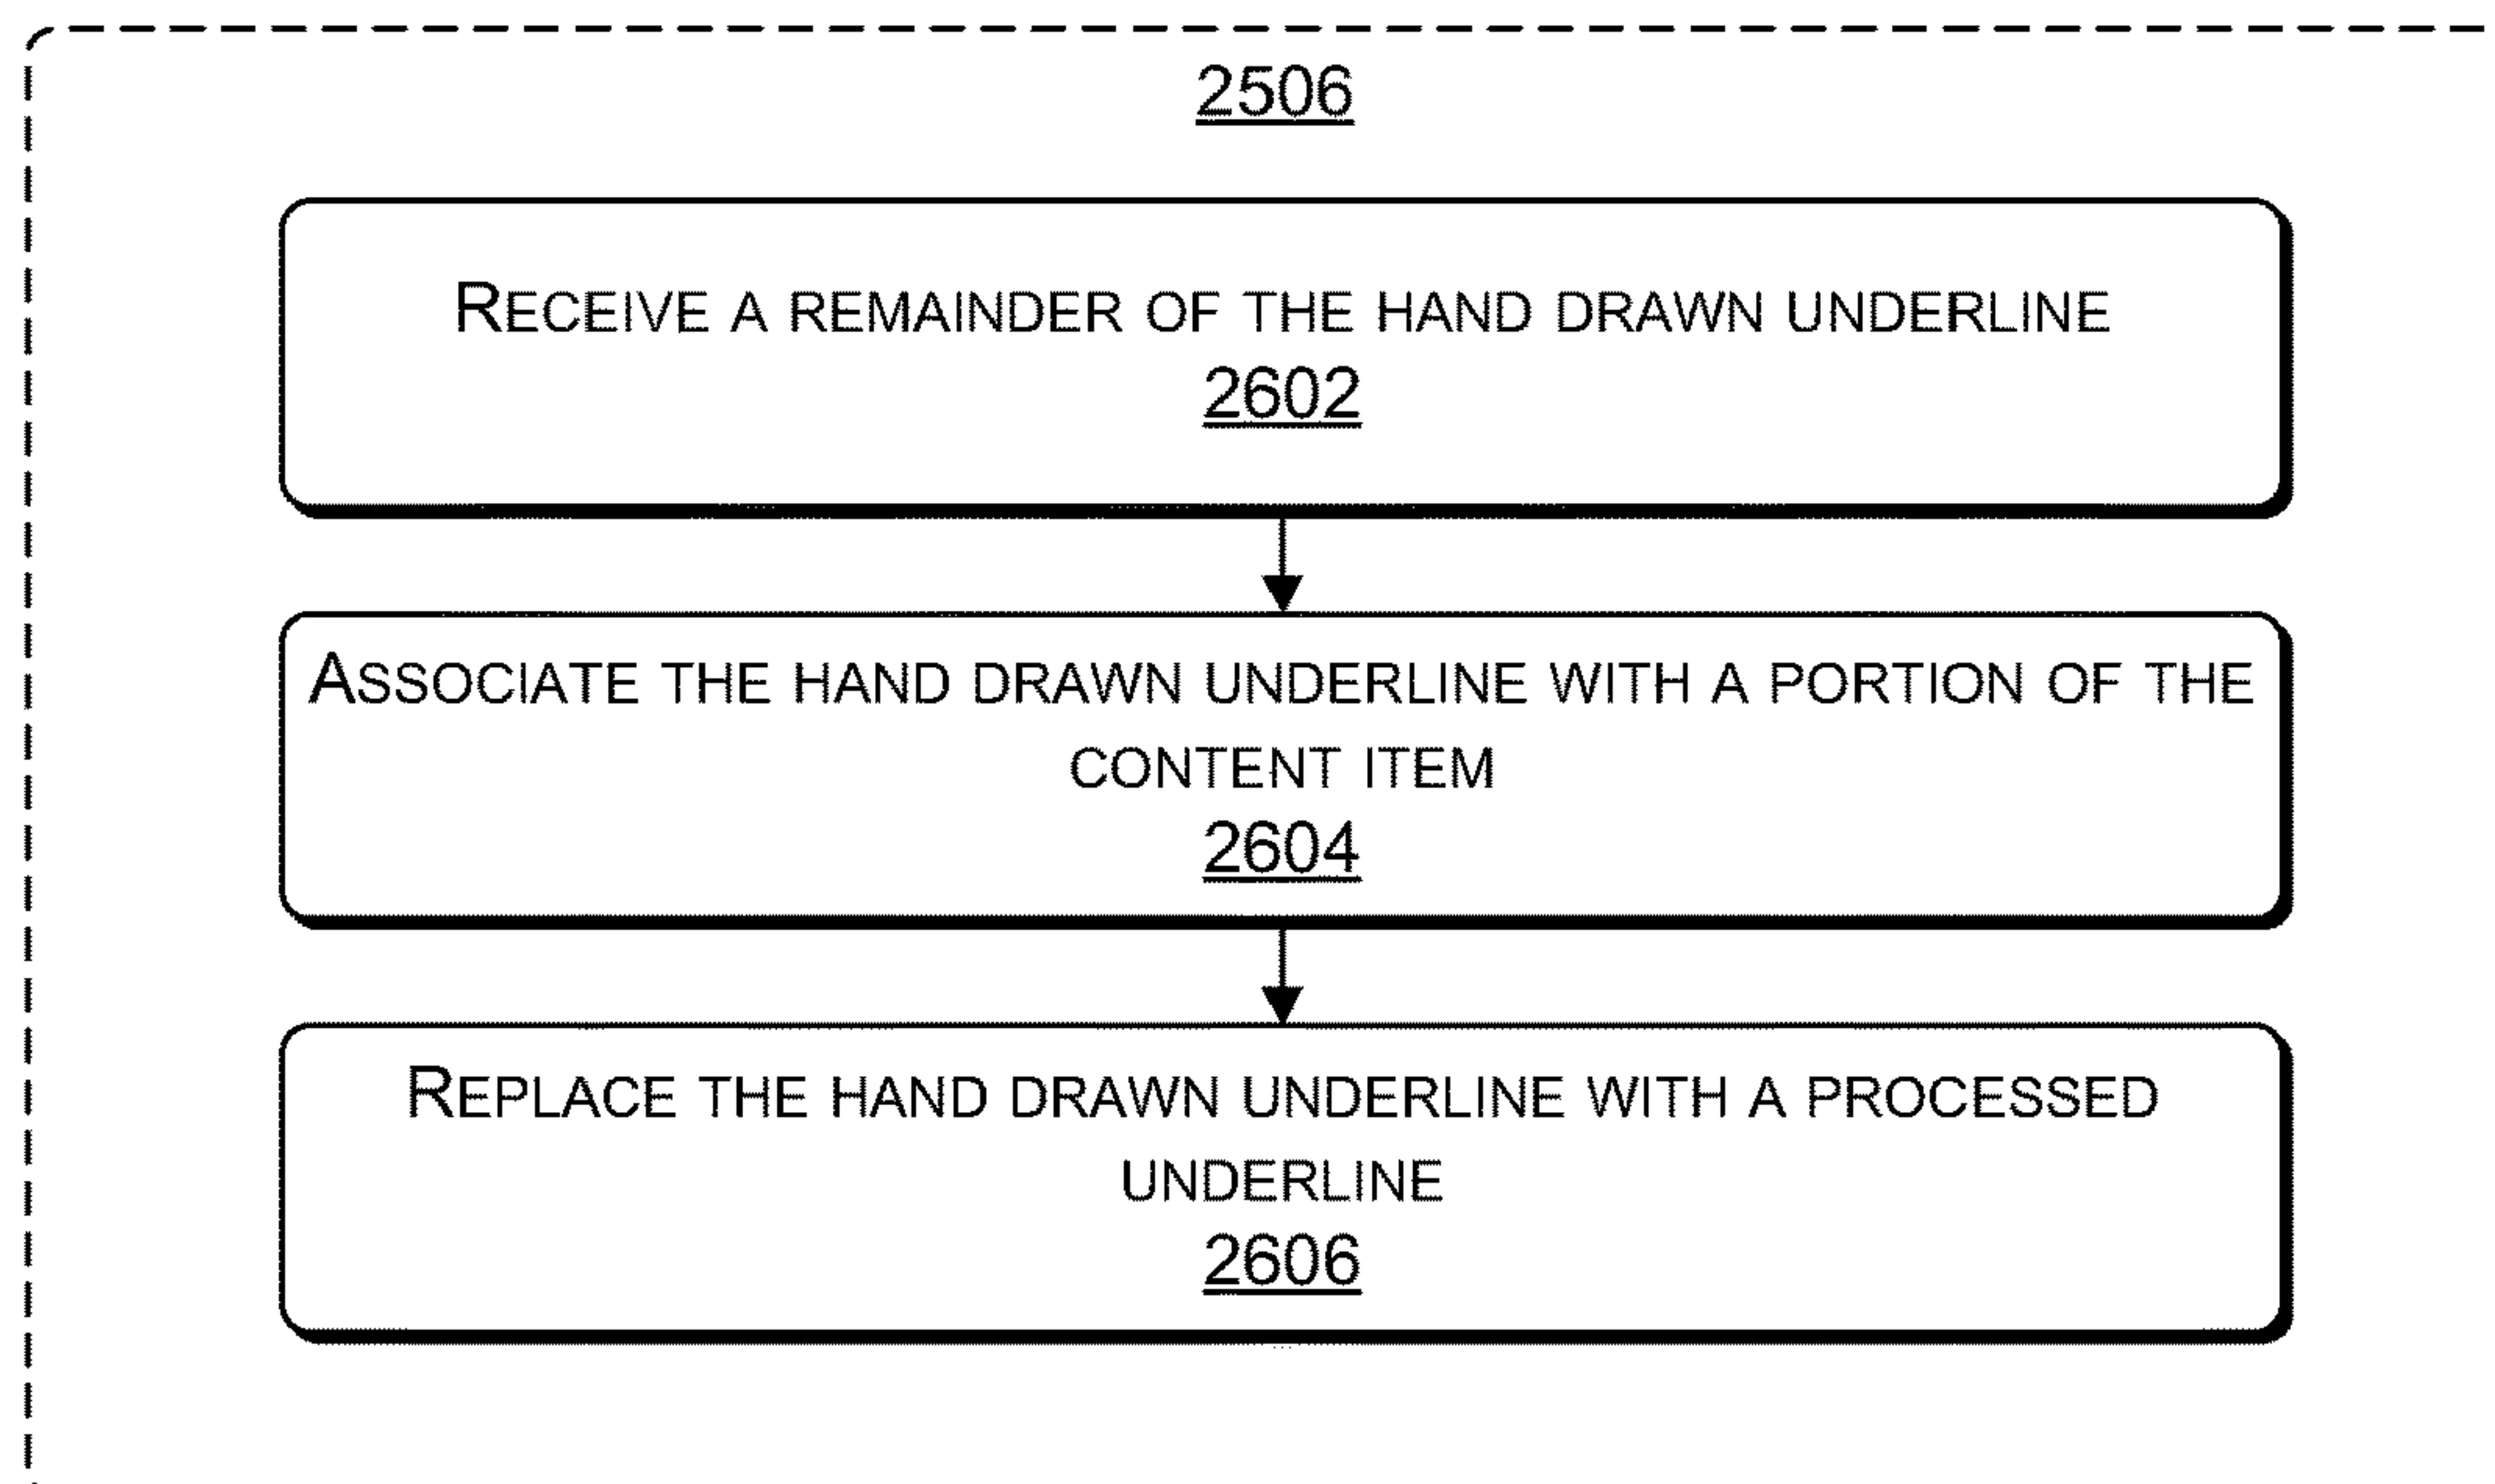 2506
RECEIVE A REMAINDER OF THE HAND DRAWN UNDERLINE
2602
ASSOCIATE THE HAND DRAWN UNDERLINE WITH A PORTION OF THE
CONTENT ITEM
2604
REPLACE THE HAND DRAWN UNDERLINE WITH A PROCESSED
UNDERLINE
2606